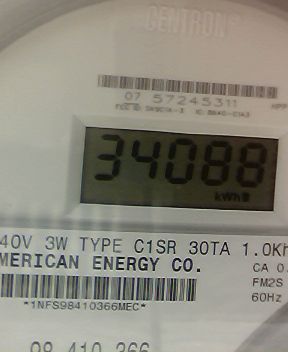 CENTRON®
07 57245311
34088
kWh
40V 3W TYPE C1SR 30TA 1.0Kh
MERICAN ENERGY CO.
CA 0.
FM2S
60Hz
*1NFS98410366MEC*
98 410 366